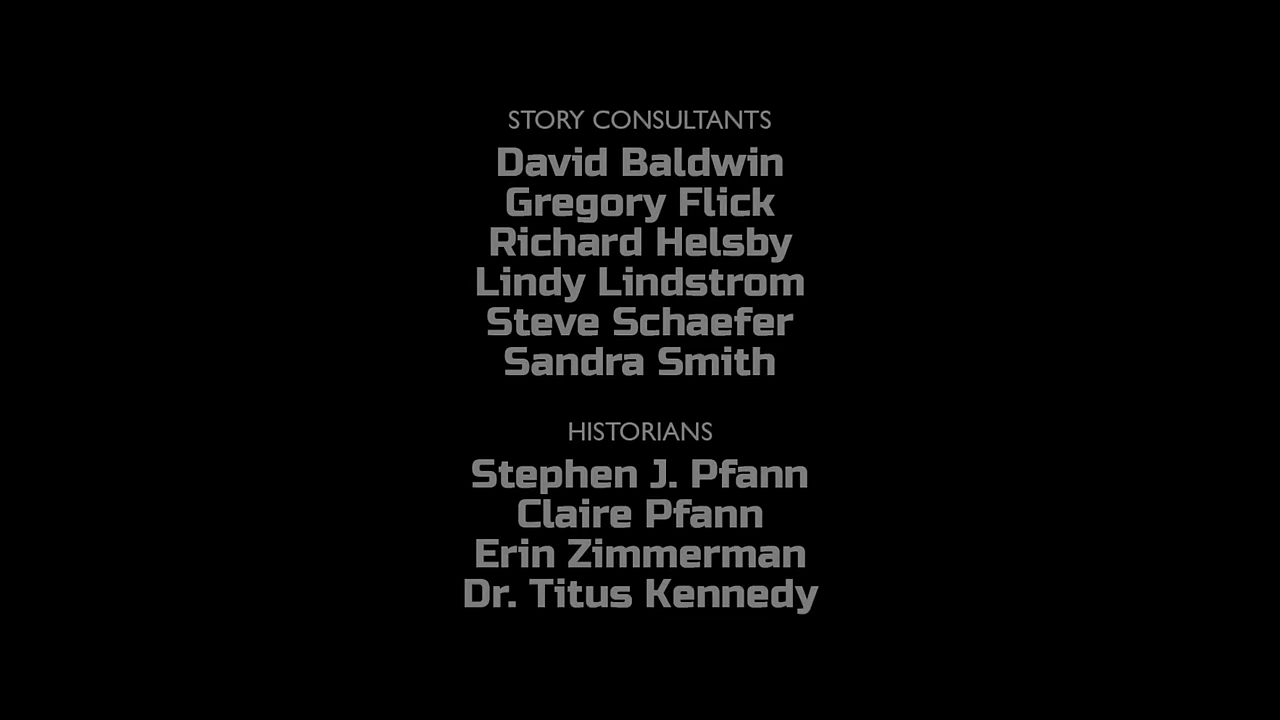 STORY CONSULTANTS
David Baldwin
Gregory Flick
Richard Helsby
Lindy Lindstrom
Steve Schaefer
Sandra Smith
HISTORIANS
Stephen J. Pfann
Claire Pfann
Erin Zimmerman
Dr. Titus Kennedy